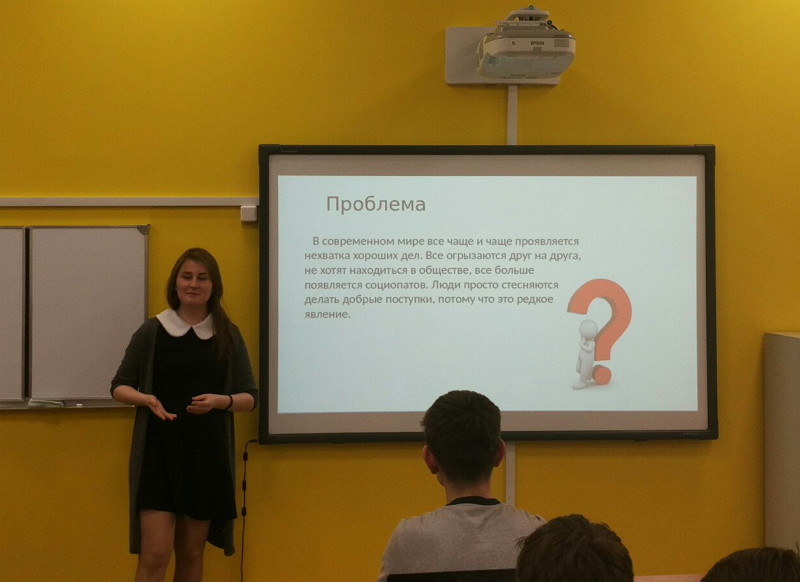 EPSON
Проблема
В современном мире все чаще и чаще проявляется
нехватка хороших дел. Все огрызаются друг на друга,
не хотят находиться в обществе, все больше
появляется социопатов. Люди просто стесняются
делать добрые поступки, потому что это редкое
явление.